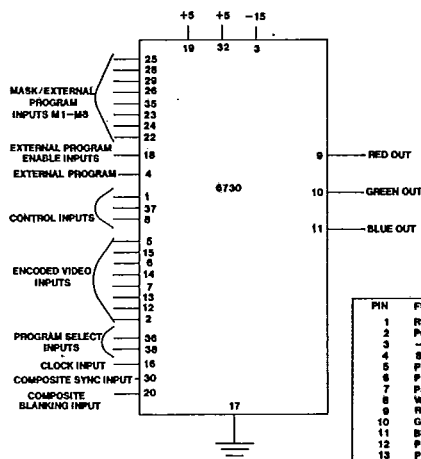 +5 +5 -15
19 32 3
MASK/EXTERNAL
PROGRAM
INPUTS M1-M8
25
28
29
26
35
23
24
22
EXTERNAL PROGRAM
ENABLE INPUTS
18
EXTERNAL PROGRAM
4
CONTROL INPUTS
1
37
8
ENCODED VIDEO
INPUTS
5
15
6
14
7
13
12
2
PROGRAM SELECT
INPUTS
36
38
CLOCK INPUT
16
COMPOSITE SYNC INPUT
30
COMPOSITE
BLANKING INPUT
20
6730
9 RED OUT
10 GREEN OUT
11 BLUE OUT
17
PIN
1
2
3
4
5
6
7
8
9
10
11
12
13